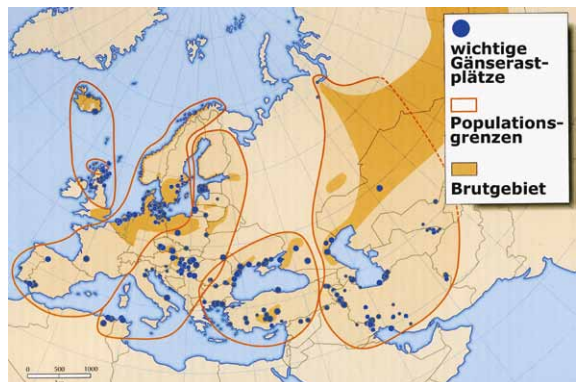 wichtige
Gänserast-
plätze
Populations-
grenzen
Brutgebiet
0 500 1000